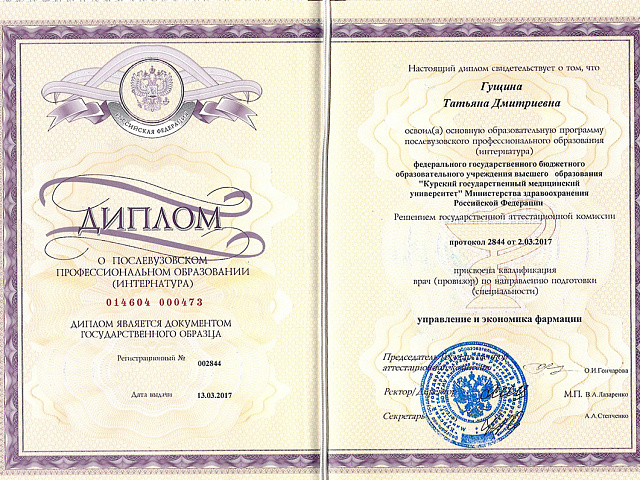 РОССИЙСКАЯ ФЕДЕРАЦИЯ
ДИПЛОМ
О ПОСЛЕВУЗОВСКОМ
ПРОФЕССИОНАЛЬНОМ ОБРАЗОВАНИИ
(ИНТЕРНАТУРА)
014604 000473
ДИПЛОМ ЯВЛЯЕТСЯ ДОКУМЕНТОМ
ГОСУДАРСТВЕННОГО ОБРАЗЦА
Регистрационный № 002844
Дата выдачи 13.03.2017
Настоящий диплом свидетельствует о том, что
Гущина
Татьяна Дмитриевна
освоил(а) основную образовательную программу
послевузовского профессионального образования
(интернатура)
федерального государственного бюджетного
образовательного учреждения высшего образования
"Курский государственный медицинский
университет" Министерства здравоохранения
Российской Федерации
Решением государственной аттестационной комиссии
протокол 2844 от 2.03.2017
присвоена квалификация
врач (провизор) по направлению подготовки
(специальности)
управление и экономика фармации
Председатель
аттестационной
О.И.Гончарова
Ректор/
М.П. В.А.Лазаренко
Секретарь
А.А.Степченко